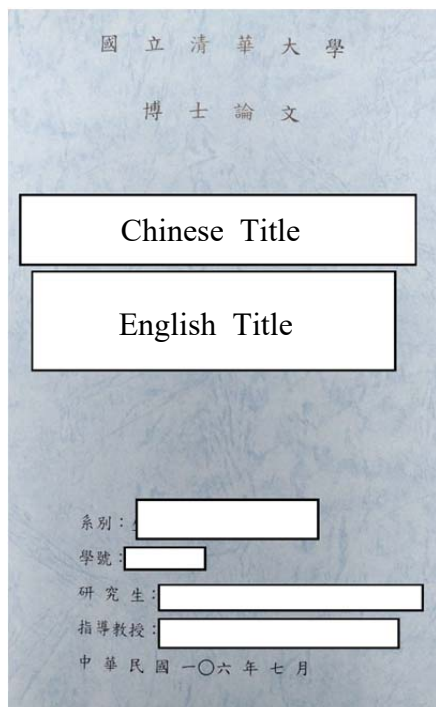 國立清華大學
博士論文
Chinese Title
English Title
系別：
學號：
研究生：
指導教授：
中華民國一〇六年七月